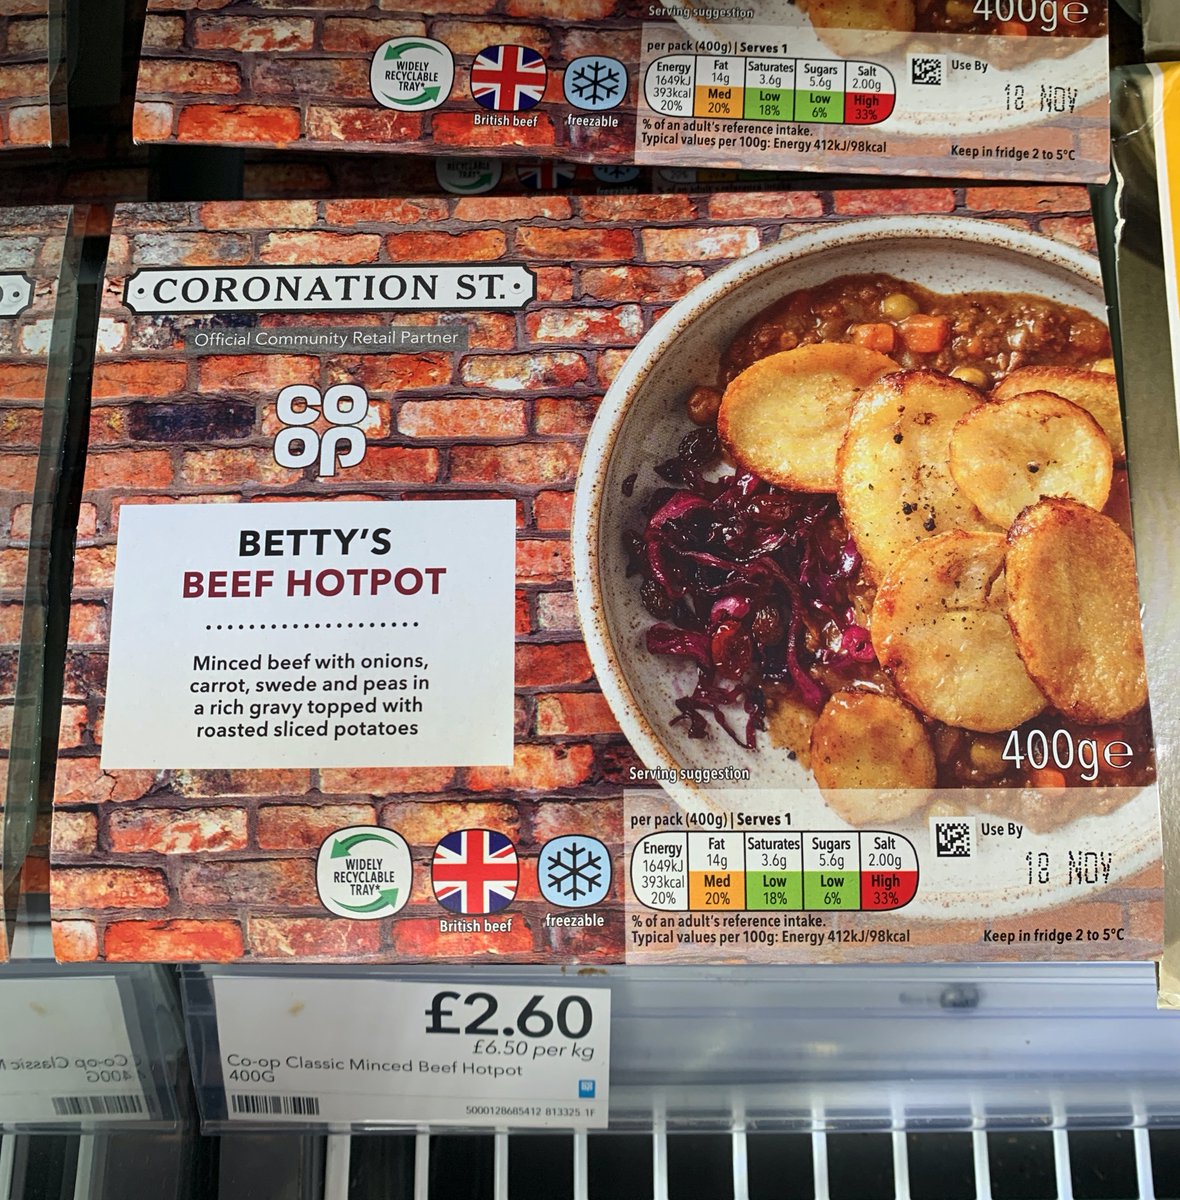 Serving suggestion
400g e
per pack (400g) | Serves 1
Energy Fat Saturates Sugars Salt
1649kJ 14g 3.6g 5.6g 2.00g
393kcal Med Low Low High
20% 20% 18% 6% 33%
% of an adult's reference intake.
Typical values per 100g: Energy 412kJ/98kcal
WIDELY
RECYCLABLE
TRAY*
British beef
freezable
Use By
18 NOV
Keep in fridge 2 to 5°C
CORONATION ST.
Official Community Retail Partner
co
op
BETTY'S
BEEF HOTPOT
Minced beef with onions,
carrot, swede and peas in
a rich gravy topped with
roasted sliced potatoes
400g e
Serving suggestion
WIDELY
RECYCLABLE
TRAY*
British beef
freezable
per pack (400g) | Serves 1
Energy Fat Saturates Sugars Salt
1649kJ 14g 3.6g 5.6g 2.00g
393kcal Med Low Low High
20% 20% 18% 6% 33%
% of an adult's reference intake.
Typical values per 100g: Energy 412kJ/98kcal
Use By
18 NOV
Keep in fridge 2 to 5°C
£2.60
£6.50 per kg
Co-op Classic Minced Beef Hotpot
400G
5000128685412 813325 1F